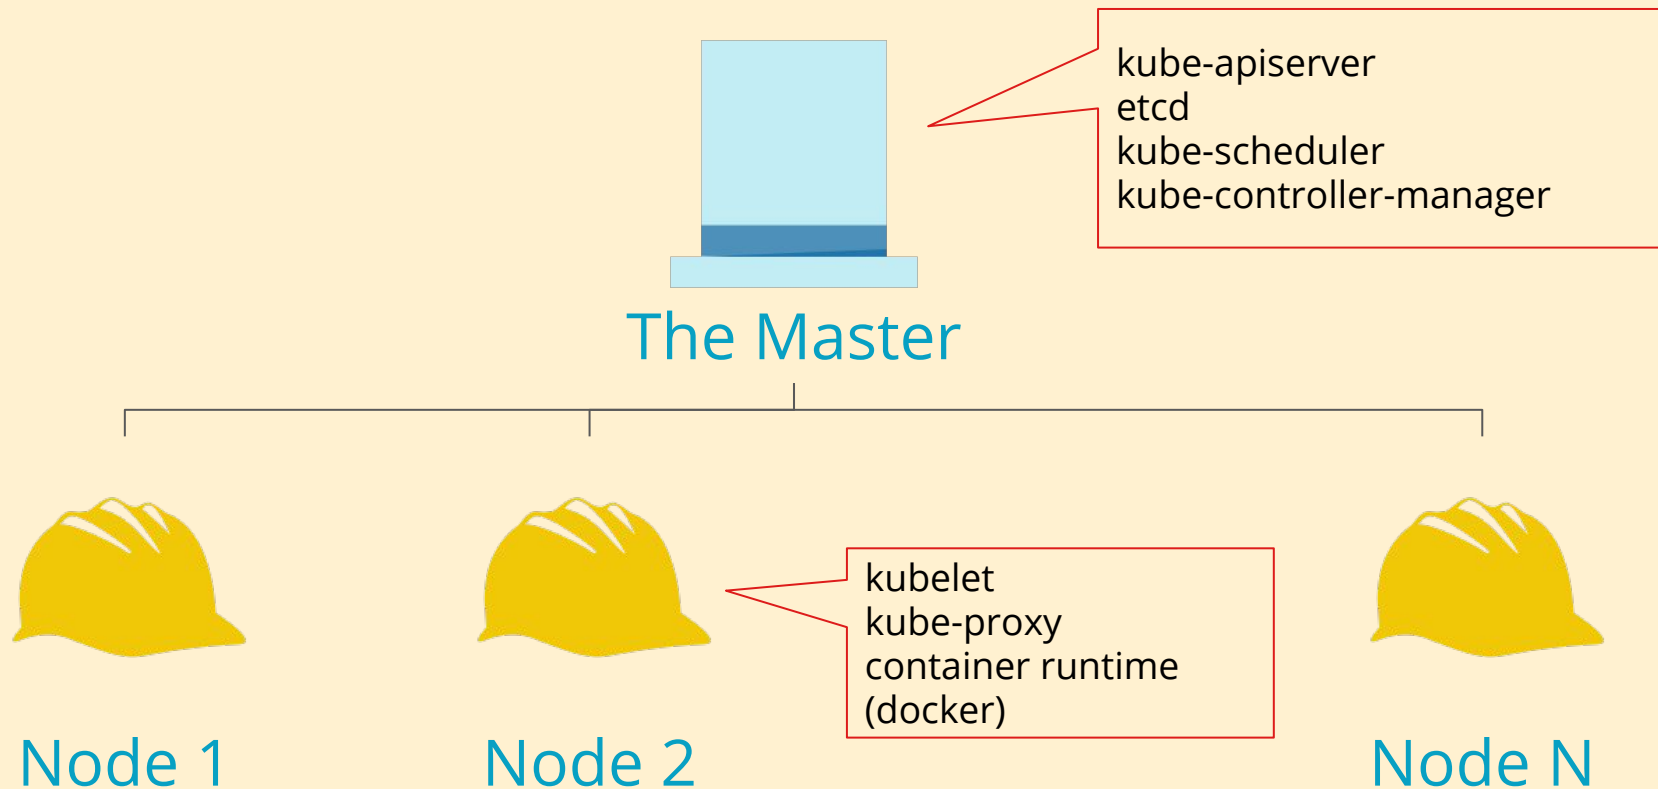 kube-apiserver
etcd
kube-scheduler
kube-controller-manager
The Master
kubelet
kube-proxy
container runtime
(docker)
Node 1
Node 2
Node N